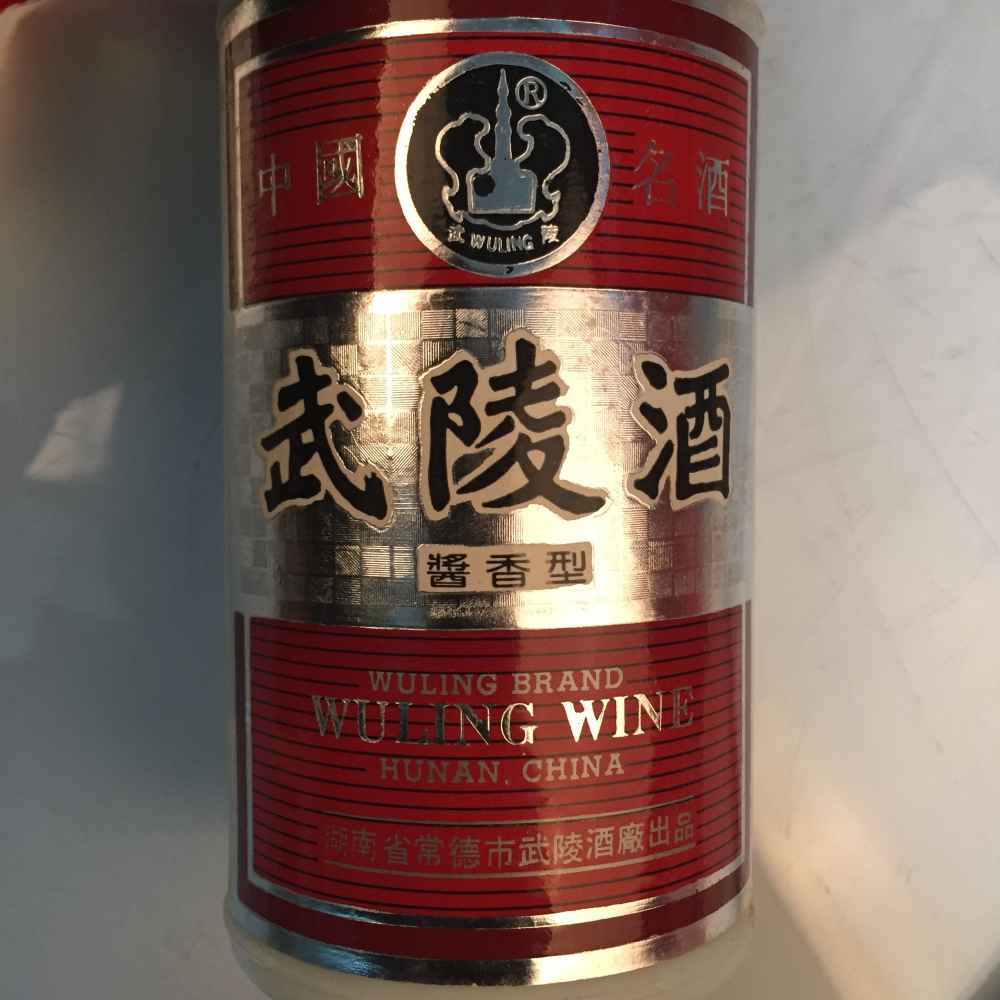 ®
中國 名酒
武 WULING 陵
武陵酒
醬香型
WULING BRAND
WULING WINE
HUNAN, CHINA
湖南省常德市武陵酒廠出品